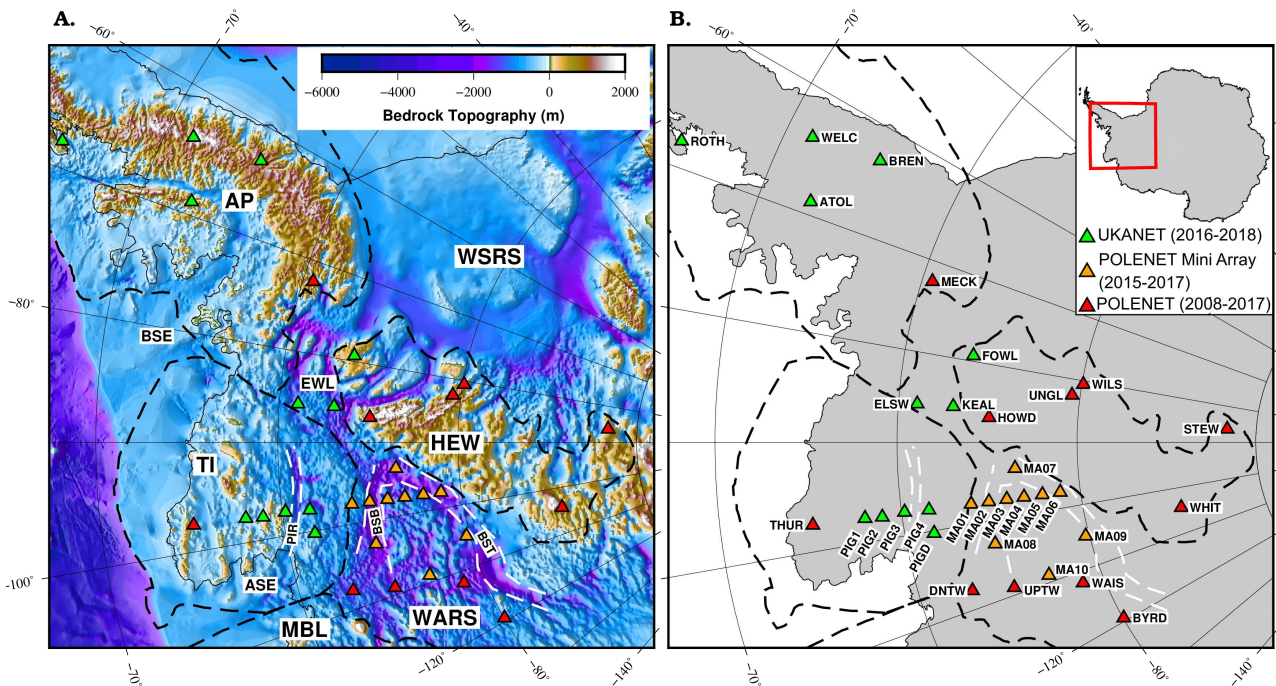 A.
−60°
−70°
−40°
−6000
−4000
−2000
0
2000
Bedrock Topography (m)
AP
WSRS
−80°
BSE
EWL
HEW
TI
BSB
PIR
BST
−100°
ASE
WARS
MBL
−70°
−120°
−80°
−140°
B.
−60°
−70°
−40°
ROTH
WELC
BREN
ATOL
UKANET (2016-2018)
POLENET Mini Array
(2015-2017)
POLENET (2008-2017)
MECK
FOWL
WILS
UNGL
ELSW
KEAL
HOWD
STEW
MA07
WHIT
THUR
PIG1
PIG2
PIG3
PIG4
PIGD
MA01
MA02
MA03
MA04
MA05
MA06
MA08
MA09
MA10
DNTW
UPTW
WAIS
BYRD
−70°
−120°
−80°
−140°